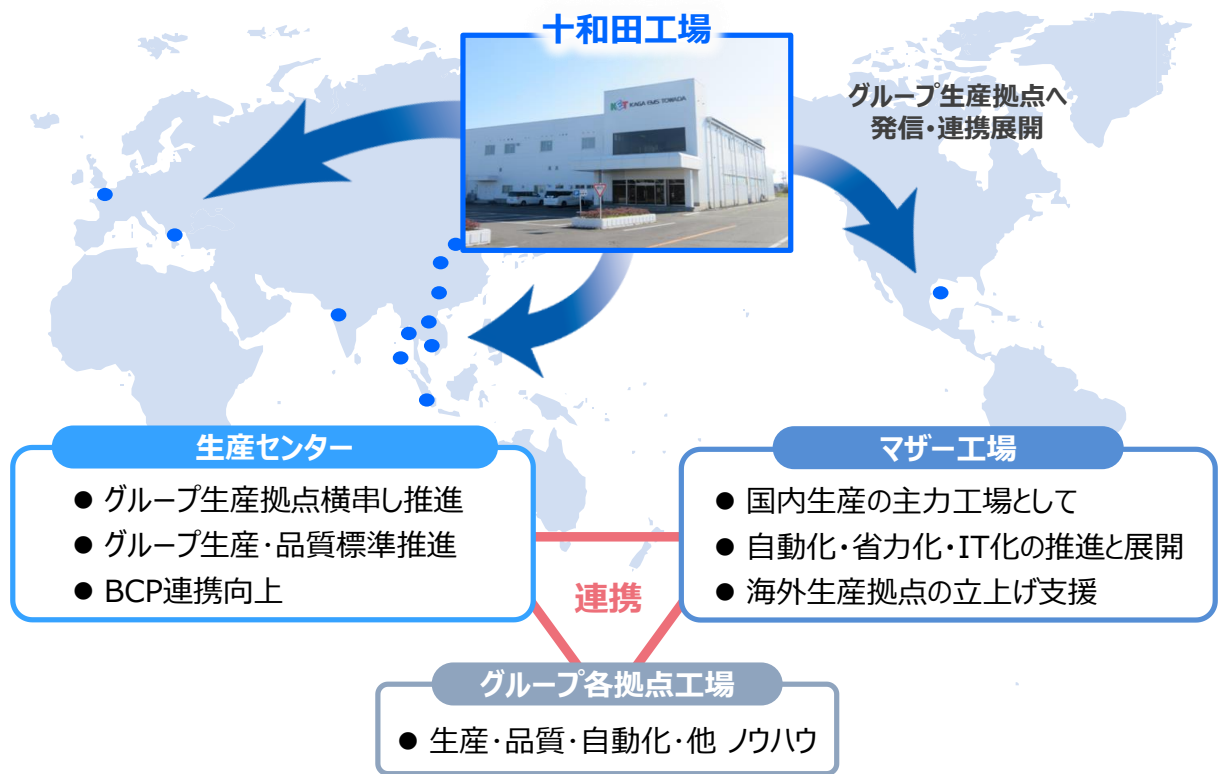 十和田工場
KET KAGA EMS TOWADA
グループ生産拠点へ
発信・連携展開
生産センター
● グループ生産拠点横串し推進
● グループ生産・品質標準推進
● BCP連携向上
マザー工場
● 国内生産の主力工場として
● 自動化・省力化・IT化の推進と展開
● 海外生産拠点の立上げ支援
連携
グループ各拠点工場
● 生産・品質・自動化・他 ノウハウ